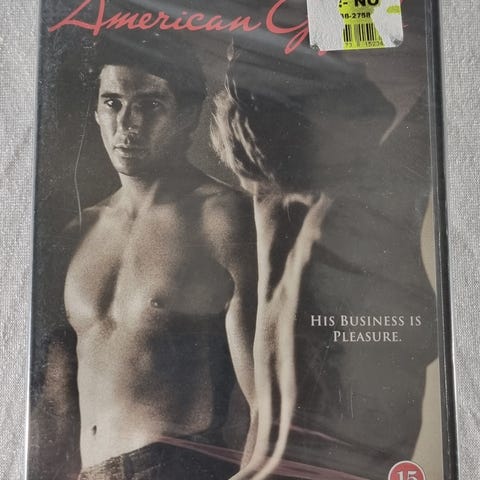 American
NO
HIS BUSINESS IS
PLEASURE.
15